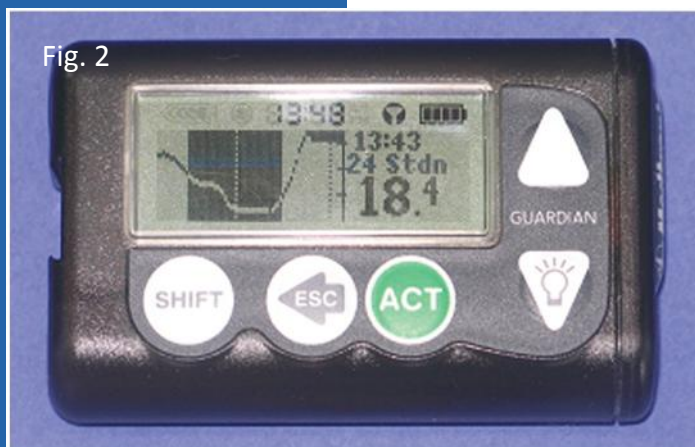 Fig. 2
13:48
13:43
24 Stdn
18.4
GUARDIAN
SHIFT
ESC
ACT